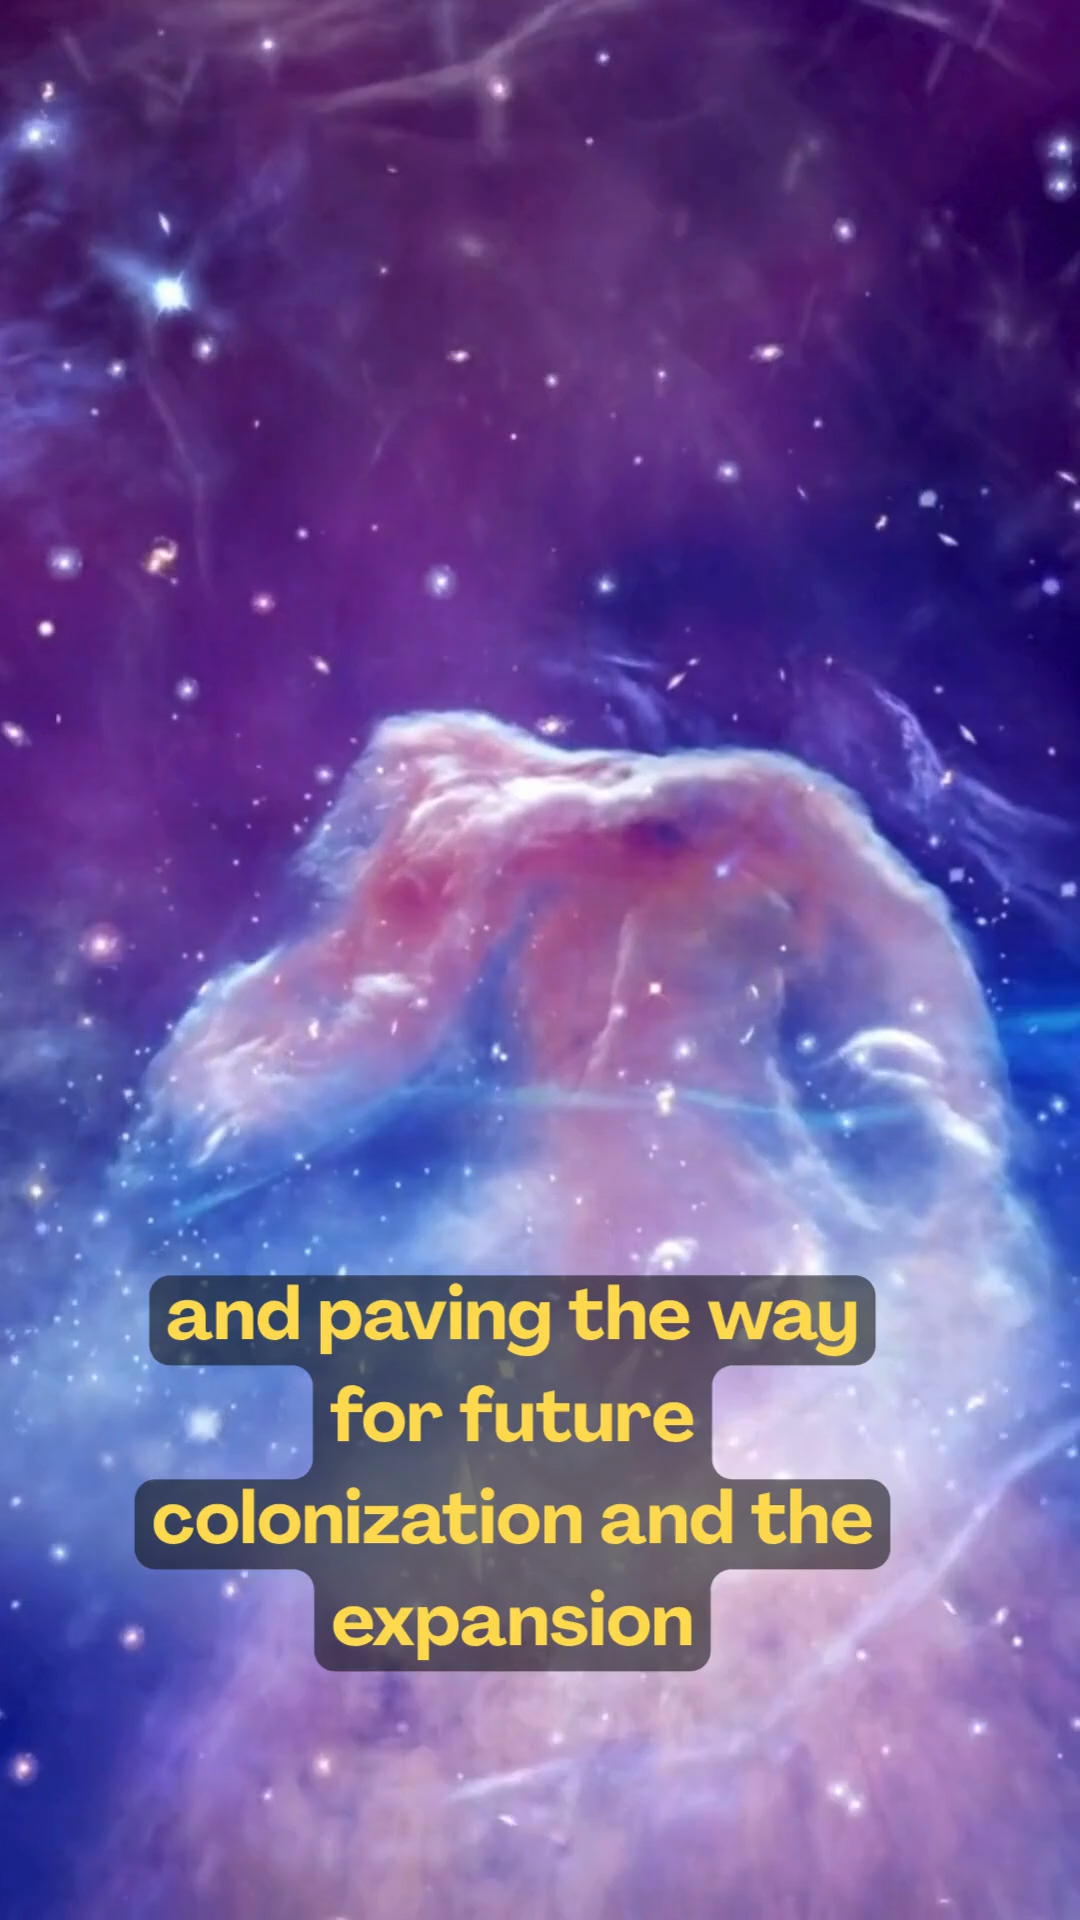 and paving the way
for future
colonization and the
expansion